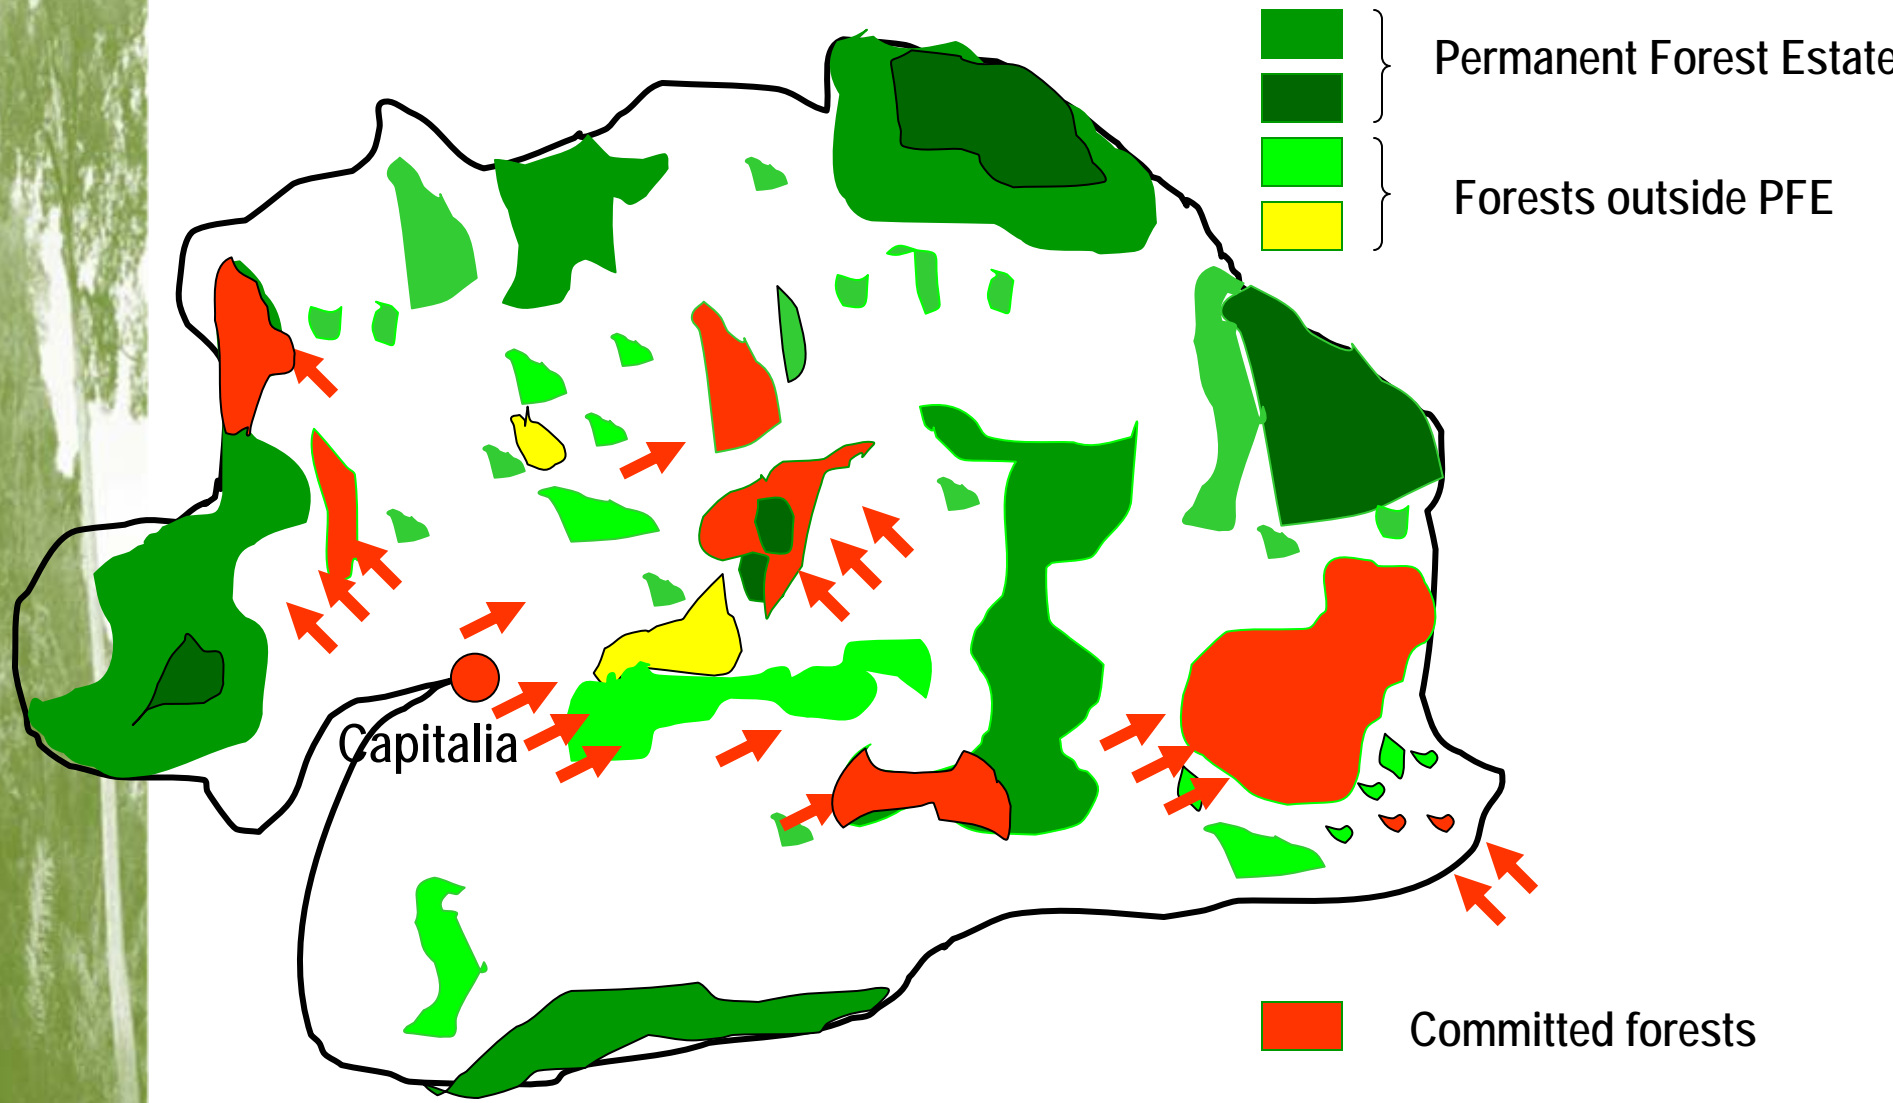 Permanent Forest Estate
Forests outside PFE
Capitalia
Committed forests